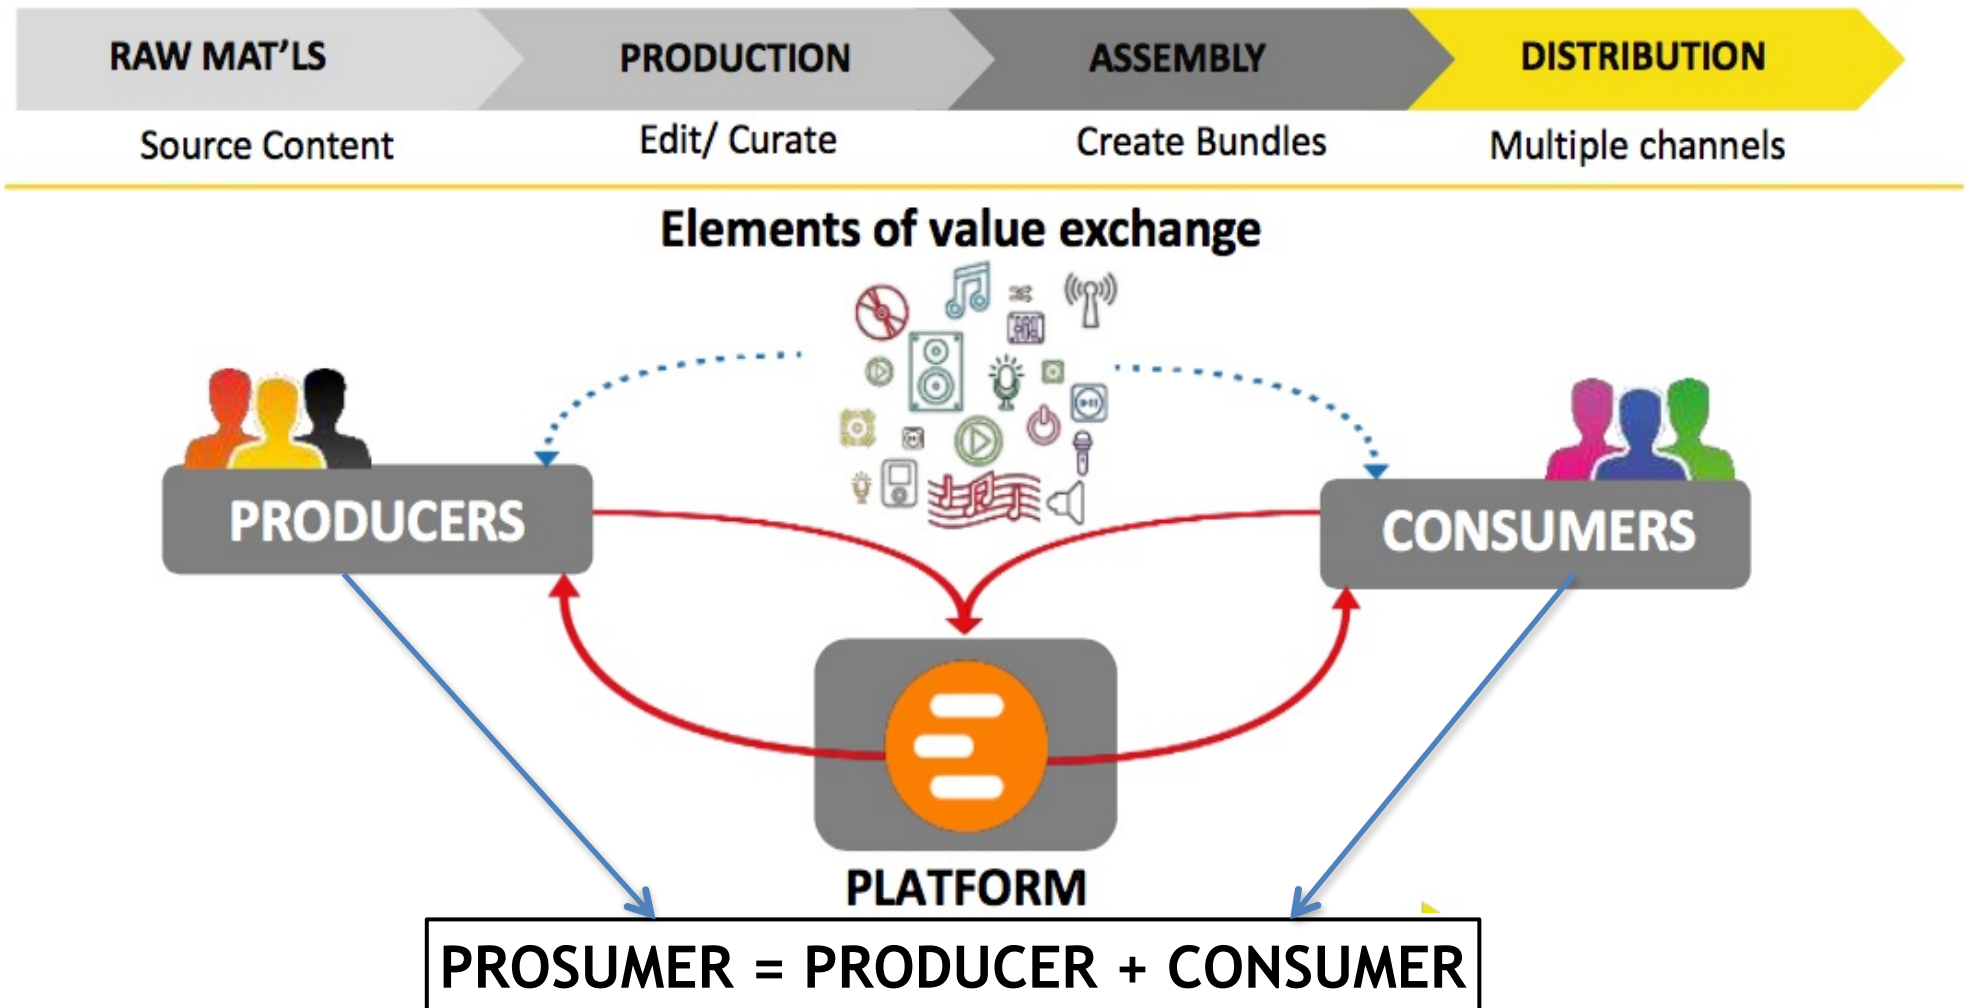 RAW MAT'LS
PRODUCTION
ASSEMBLY
DISTRIBUTION
Source Content
Edit/ Curate
Create Bundles
Multiple channels
Elements of value exchange
PRODUCERS
CONSUMERS
PLATFORM
PROSUMER = PRODUCER + CONSUMER